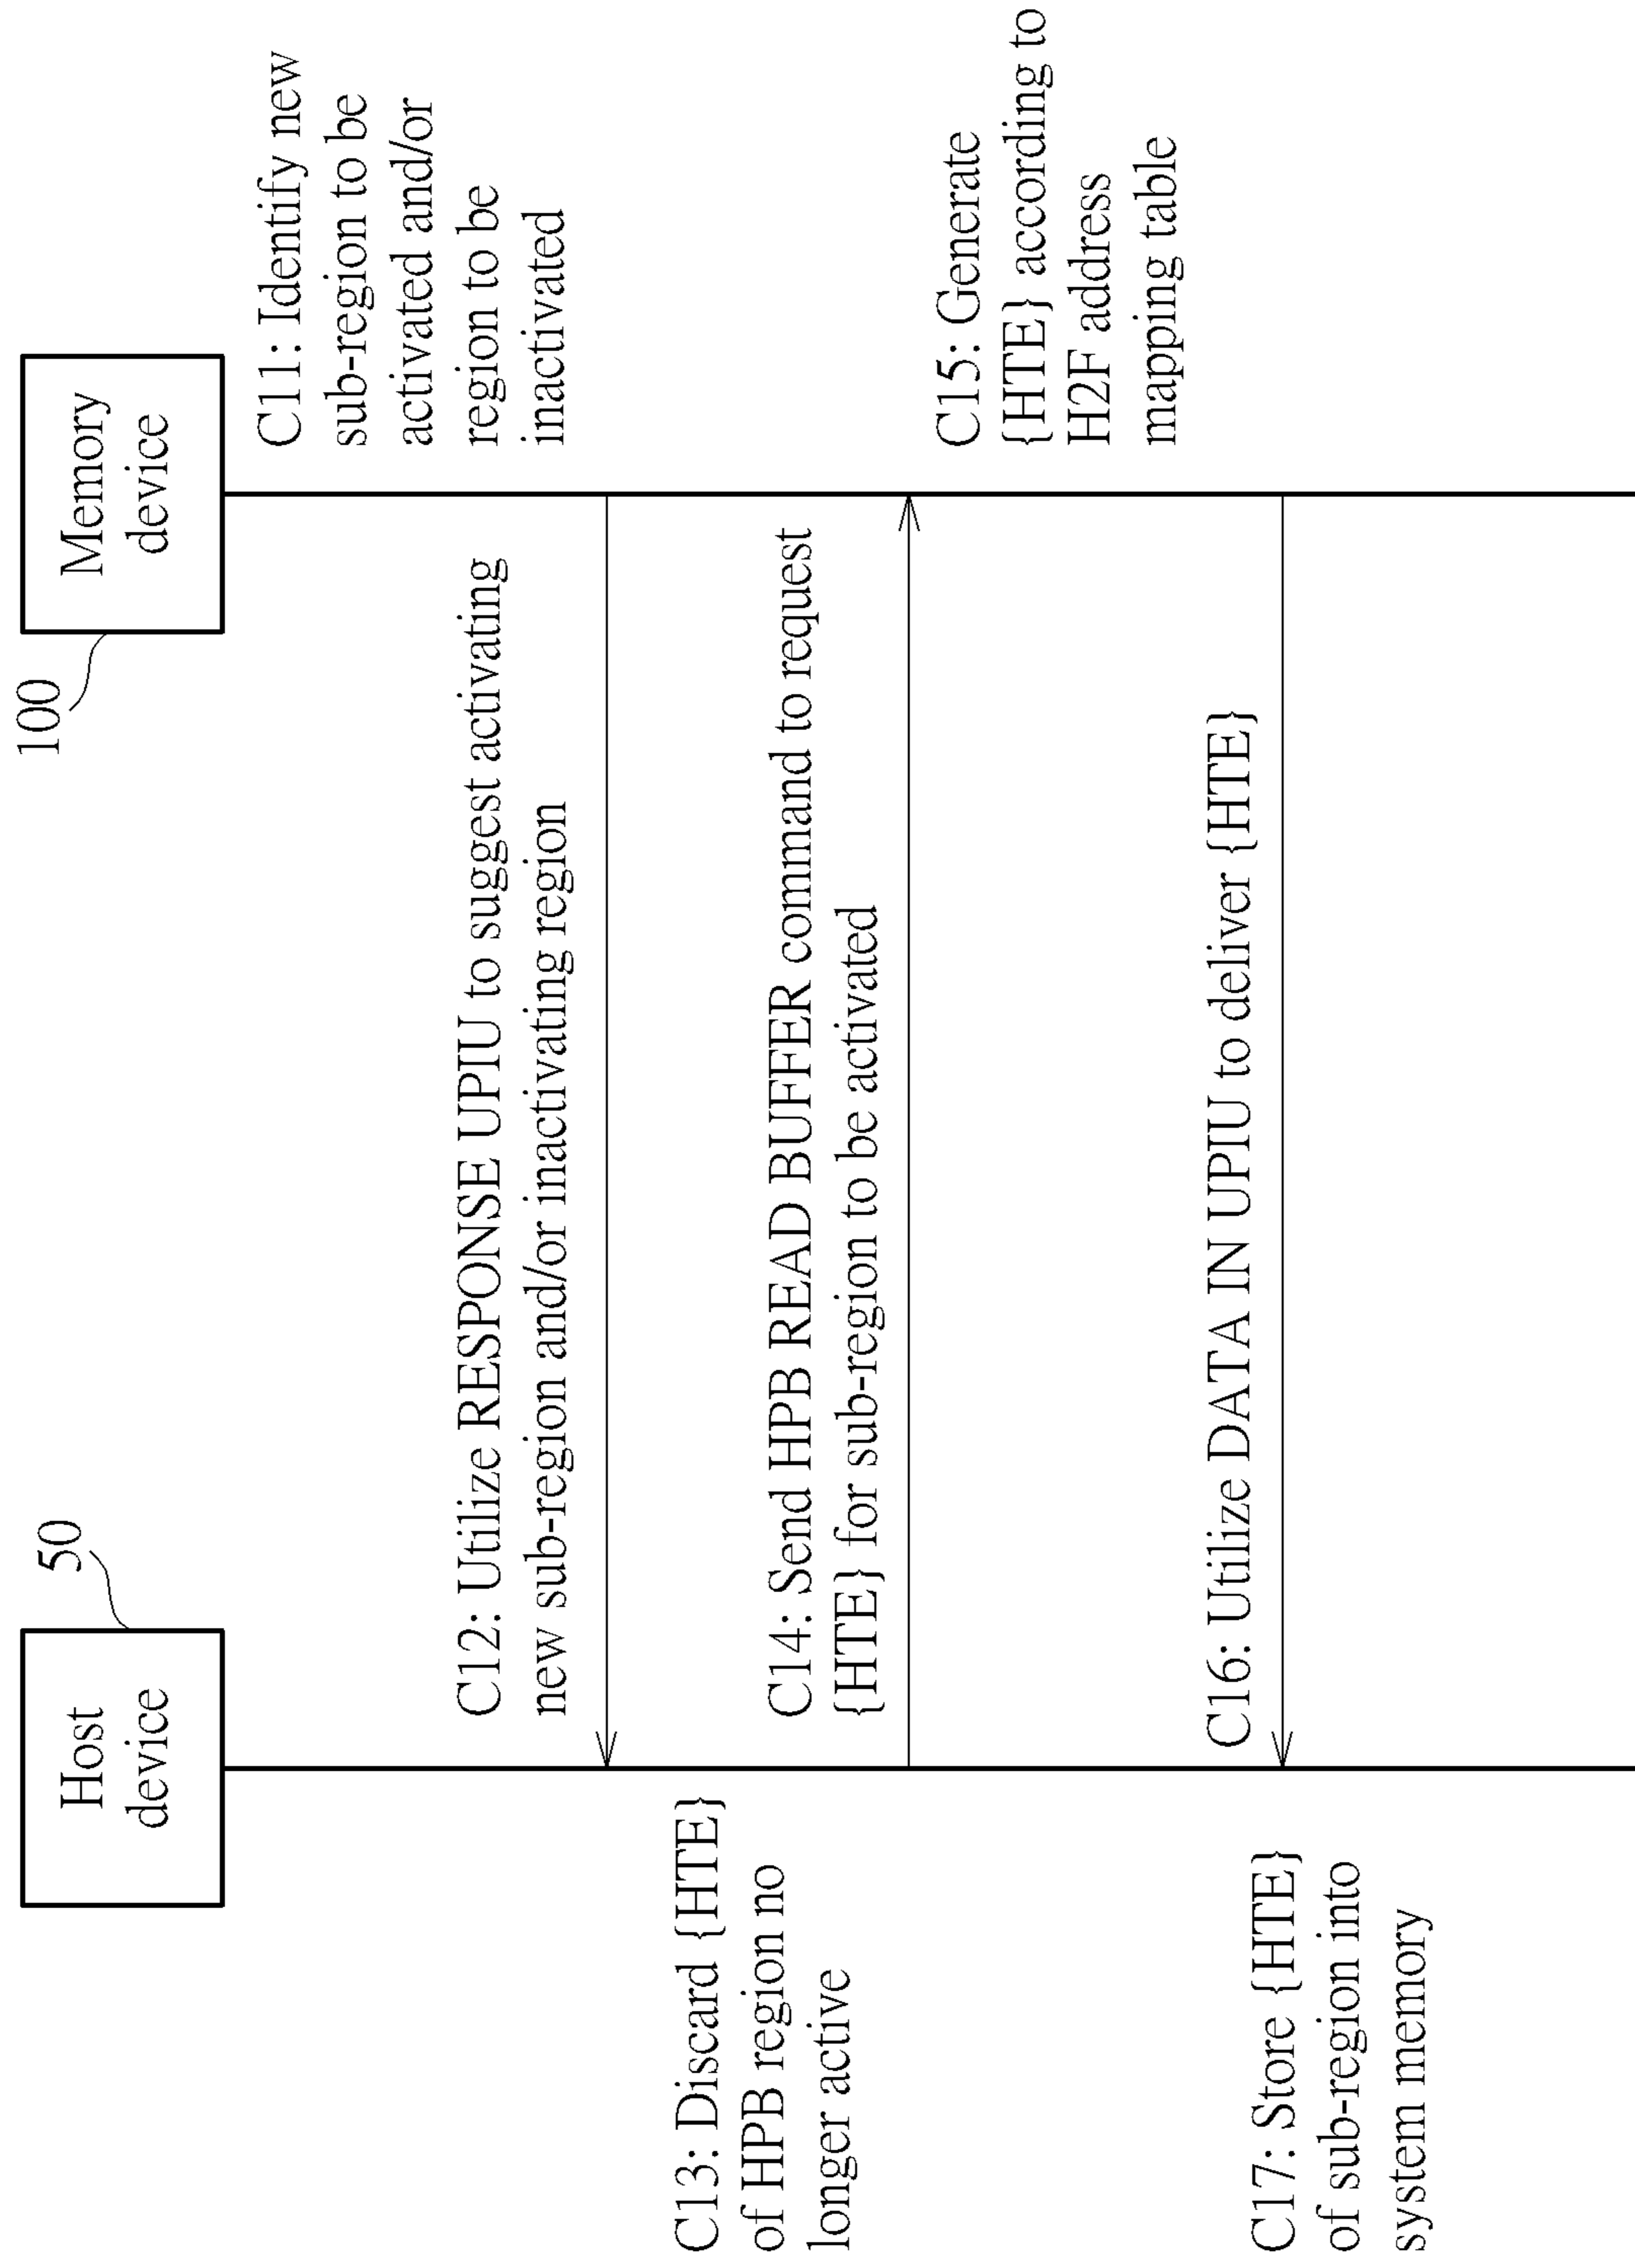 50
Host
device
100
Memory
device
C11: Identify new
sub-region to be
activated and/or
region to be
inactivated
C12: Utilize RESPONSE UPIU to suggest activating
new sub-region and/or inactivating region
C13: Discard {HTE}
of HPB region no
longer active
C14: Send HPB READ BUFFER command to request
{HTE} for sub-region to be activated
C15: Generate
{HTE} according to
H2F address
mapping table
C16: Utilize DATA IN UPIU to deliver {HTE}
C17: Store {HTE}
of sub-region into
system memory